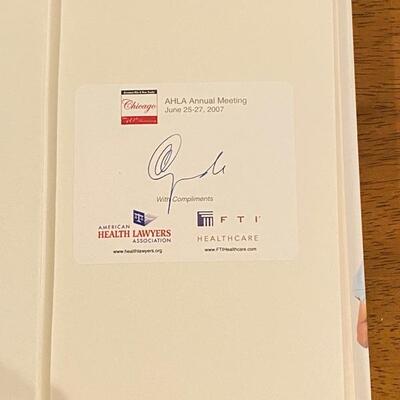 Chicago
AHLA Annual Meeting
June 25-27, 2007
With Compliments
AMERICAN
HEALTH LAWYERS
ASSOCIATION
www.healthlawyers.org
FTI
HEALTHCARE
www.FTIHealthcare.com